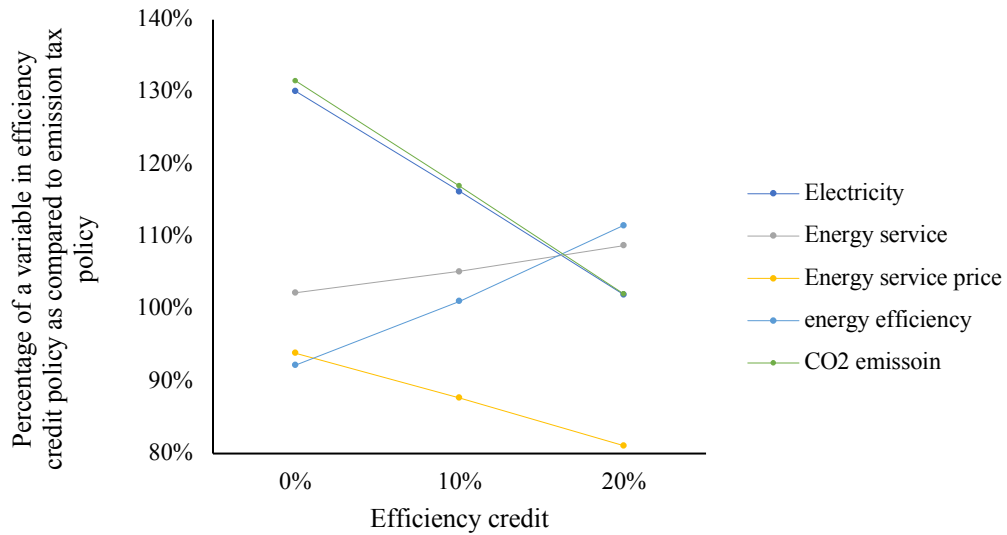 Percentage of a variable in efficiency
credit policy as compared to emission tax
policy
140%
130%
120%
110%
100%
90%
80%
0%
10%
20%
Efficiency credit
Electricity
Energy service
Energy service price
energy efficiency
CO2 emissoin